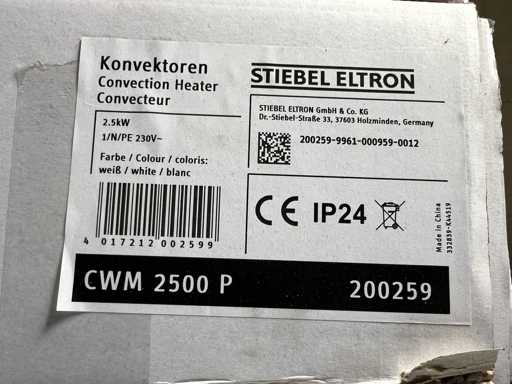 Konvektoren
Convection Heater
Convecteur
STIEBEL ELTRON
2.5kW
1/N/PE 230V~
STIEBEL ELTRON GmbH & Co. KG
Dr.-Stiebel-Straße 33, 37603 Holzminden, Germany
200259-9961-000959-0012
Farbe / Colour / coloris:
weiß / white / blanc
4 017212 002599
CE IP24
Made in China
332839-K44519
CWM 2500 P 200259